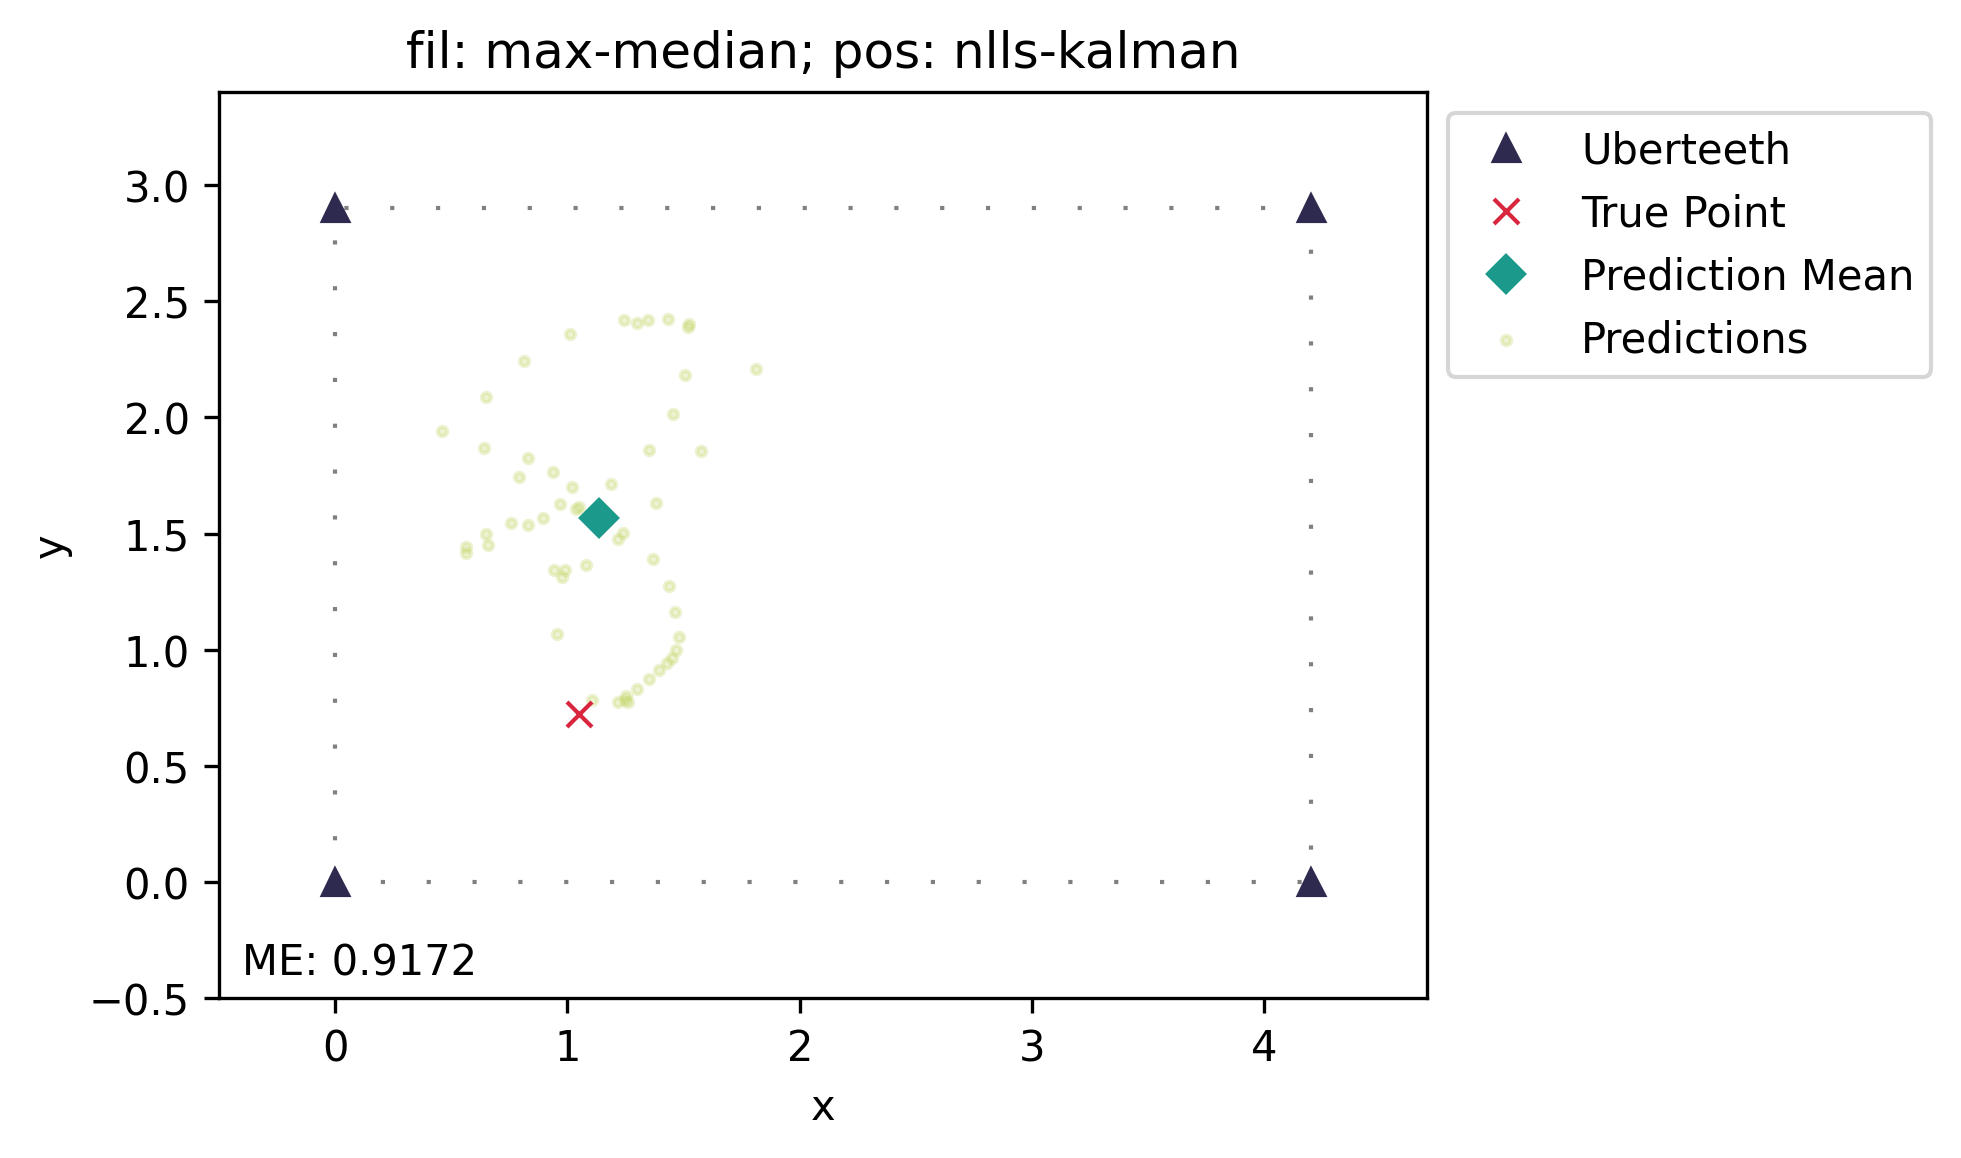 fil: max-median; pos: nlls-kalman
3.0
2.5
2.0
1.5
1.0
0.5
0.0
−0.5
y
ME: 0.9172
0 1 2 3 4
x
Uberteeth
True Point
Prediction Mean
Predictions